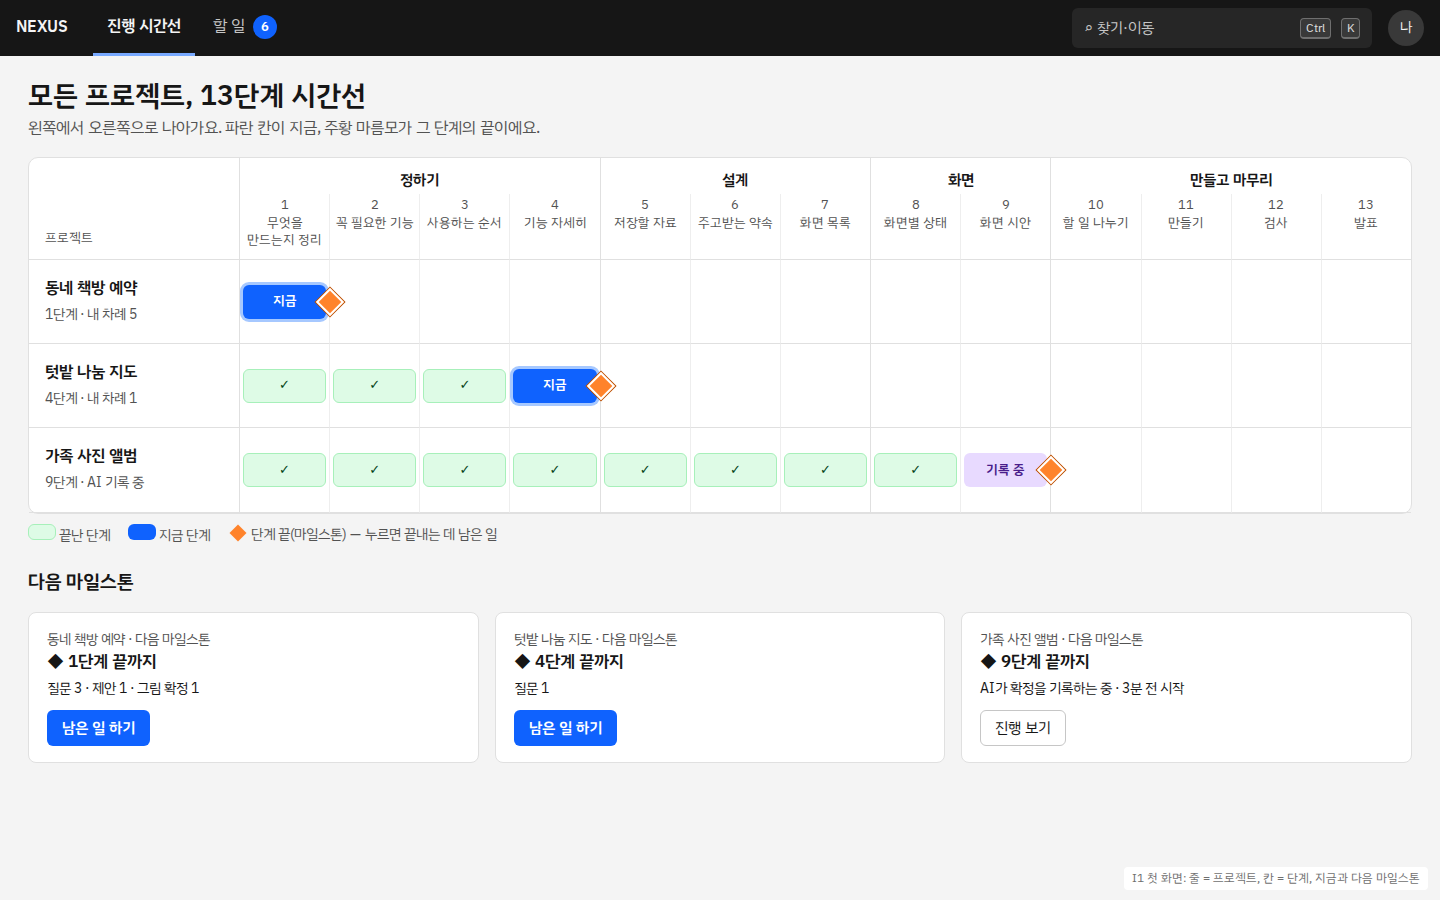 NEXUS
진행 시간선
할 일 6
⌕ 찾기·이동 Ctrl K
나
모든 프로젝트, 13단계 시간선
왼쪽에서 오른쪽으로 나아가요. 파란 칸이 지금, 주황 마름모가 그 단계의 끝이에요.
프로젝트
정하기
설계
화면
만들고 마무리
1
무엇을
만드는지 정리
2
꼭 필요한 기능
3
사용하는 순서
4
기능 자세히
5
저장할 자료
6
주고받는 약속
7
화면 목록
8
화면별 상태
9
화면 시안
10
할 일 나누기
11
만들기
12
검사
13
발표
동네 책방 예약
1단계 · 내 차례 5
지금
텃밭 나눔 지도
4단계 · 내 차례 1
✓ ✓ ✓ 지금
가족 사진 앨범
9단계 · AI 기록 중
✓ ✓ ✓ ✓ ✓ ✓ ✓ ✓ 기록 중
끝난 단계
지금 단계
단계 끝(마일스톤) — 누르면 끝내는 데 남은 일
다음 마일스톤
동네 책방 예약 · 다음 마일스톤
◆ 1단계 끝까지
질문 3 · 제안 1 · 그림 확정 1
남은 일 하기
텃밭 나눔 지도 · 다음 마일스톤
◆ 4단계 끝까지
질문 1
남은 일 하기
가족 사진 앨범 · 다음 마일스톤
◆ 9단계 끝까지
AI가 확정을 기록하는 중 · 3분 전 시작
진행 보기
I1 첫 화면: 줄 = 프로젝트, 칸 = 단계, 지금과 다음 마일스톤